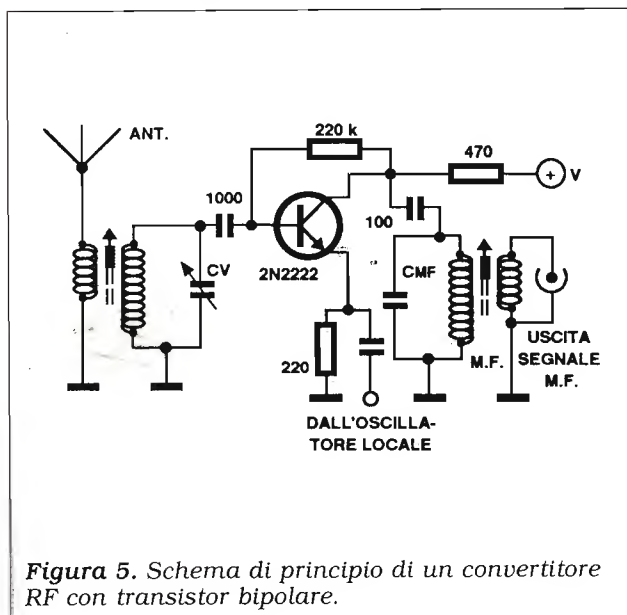 ANT.
220 k
470
+ V
1000
100
CV
2N2222
CMF
220
M.F.
USCITA
SEGNALE
M.F.
DALL'OSCILLA-
TORE LOCALE
Figura 5. Schema di principio di un convertitore
RF con transistor bipolare.